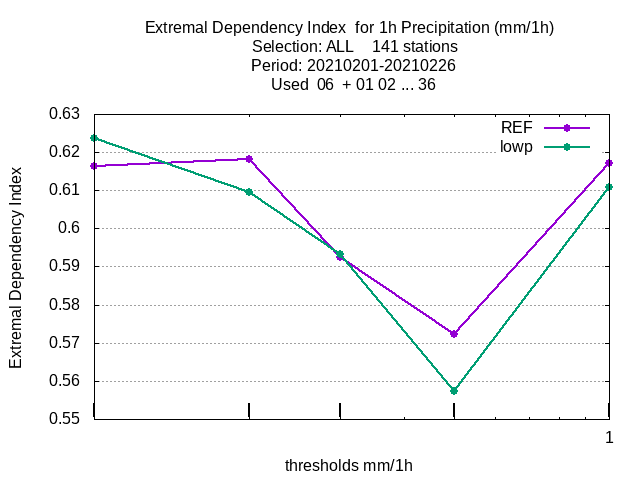 Extremal Dependency Index  for 1h Precipitation (mm/1h)
Selection: ALL    141 stations
Period: 20210201-20210226
Used  06  + 01 02 ... 36
REF
lowp
0.63
0.62
0.61
0.6
0.59
0.58
0.57
0.56
0.55
Extremal Dependency Index
1
thresholds mm/1h